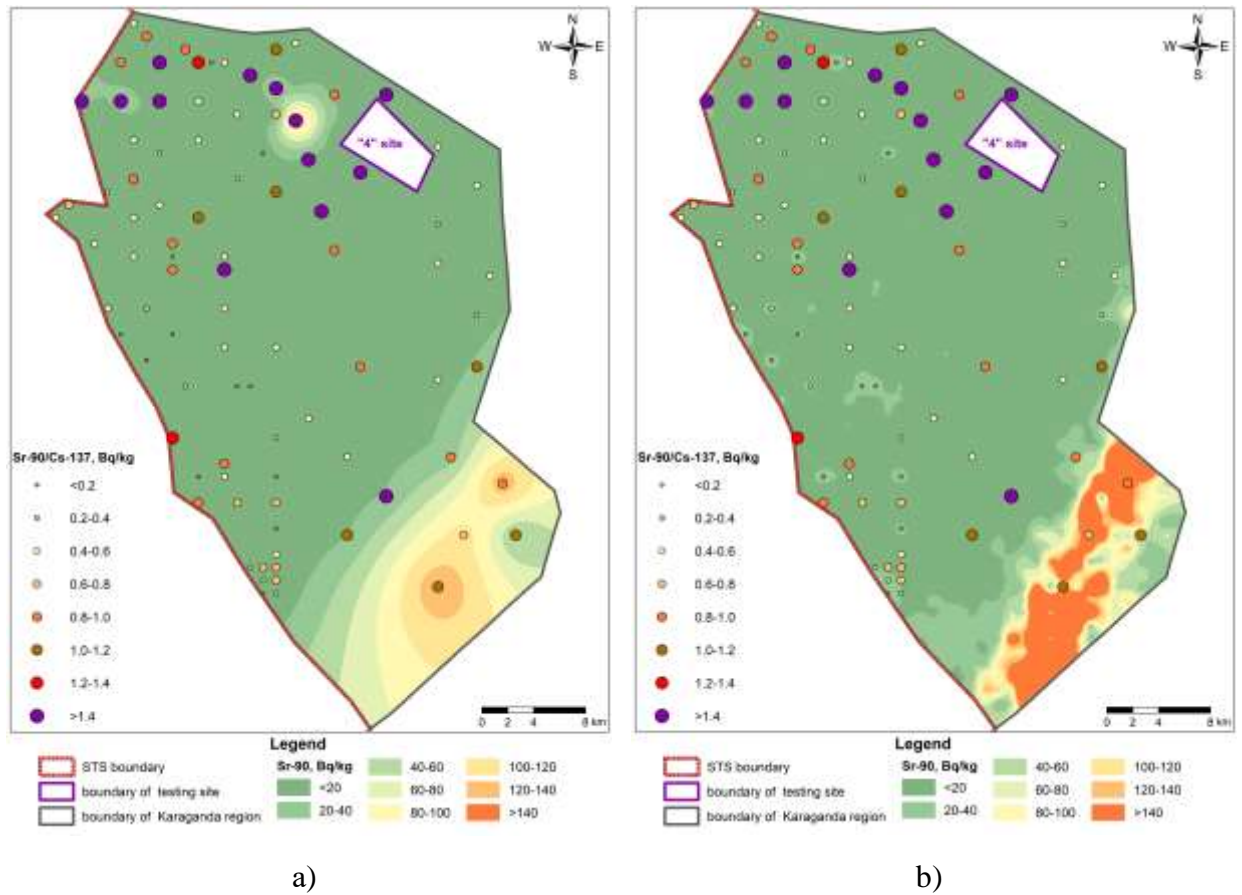 N
W E
S
"4" site
Sr-90/Cs-137, Bq/kg
<0.2
0.2-0.4
0.4-0.6
0.6-0.8
0.8-1.0
1.0-1.2
1.2-1.4
>1.4
0 2 4 8 km
Legend
STS boundary
boundary of testing site
boundary of Karaganda region
Sr-90, Bq/kg
<20
20-40
40-60
60-80
80-100
100-120
120-140
>140
a)
N
W E
S
"4" site
Sr-90/Cs-137, Bq/kg
<0.2
0.2-0.4
0.4-0.6
0.6-0.8
0.8-1.0
1.0-1.2
1.2-1.4
>1.4
0 2 4 8 km
Legend
STS boundary
boundary of testing site
boundary of Karaganda region
Sr-90, Bq/kg
<20
20-40
40-60
60-80
80-100
100-120
120-140
>140
b)